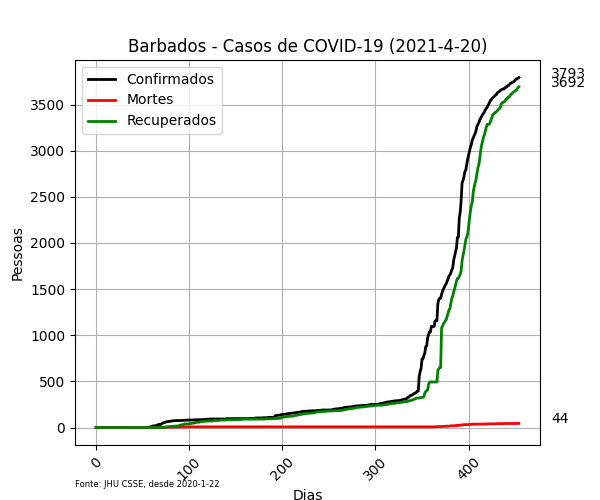 Barbados - Casos de COVID-19 (2021-4-20)
Confirmados
Mortes
Recuperados
3793
3692
44
Pessoas
3500
3000
2500
2000
1500
1000
500
0
0
100
200
300
400
Fonte: JHU CSSE, desde 2020-1-22
Dias